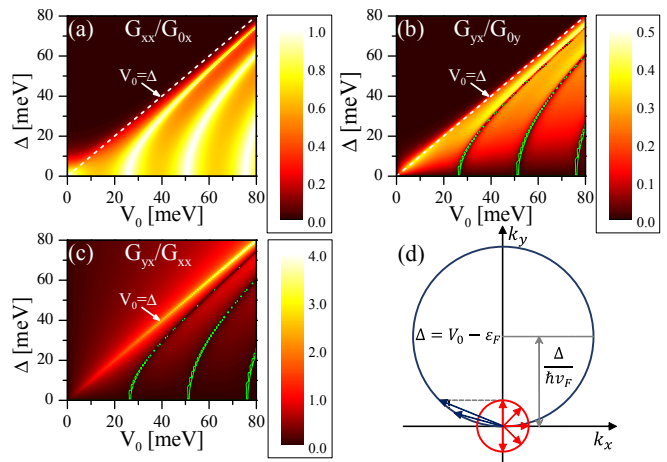 (a) G_xx/G_0x
V_0=Δ
Δ [meV]
80
60
40
20
0
0 20 40 60 80
V_0 [meV]
1.0
0.8
0.6
0.4
0.2
0.0
(b) G_yx/G_0y
V_0=Δ
Δ [meV]
80
60
40
20
0
0 20 40 60 80
V_0 [meV]
0.5
0.4
0.3
0.2
0.1
0.0
(c) G_yx/G_xx
V_0=Δ
Δ [meV]
80
60
40
20
0
0 20 40 60 80
V_0 [meV]
4.0
3.0
2.0
1.0
0.0
(d)
k_y
Δ = V_0 − ε_F
Δ
ħv_F
k_x